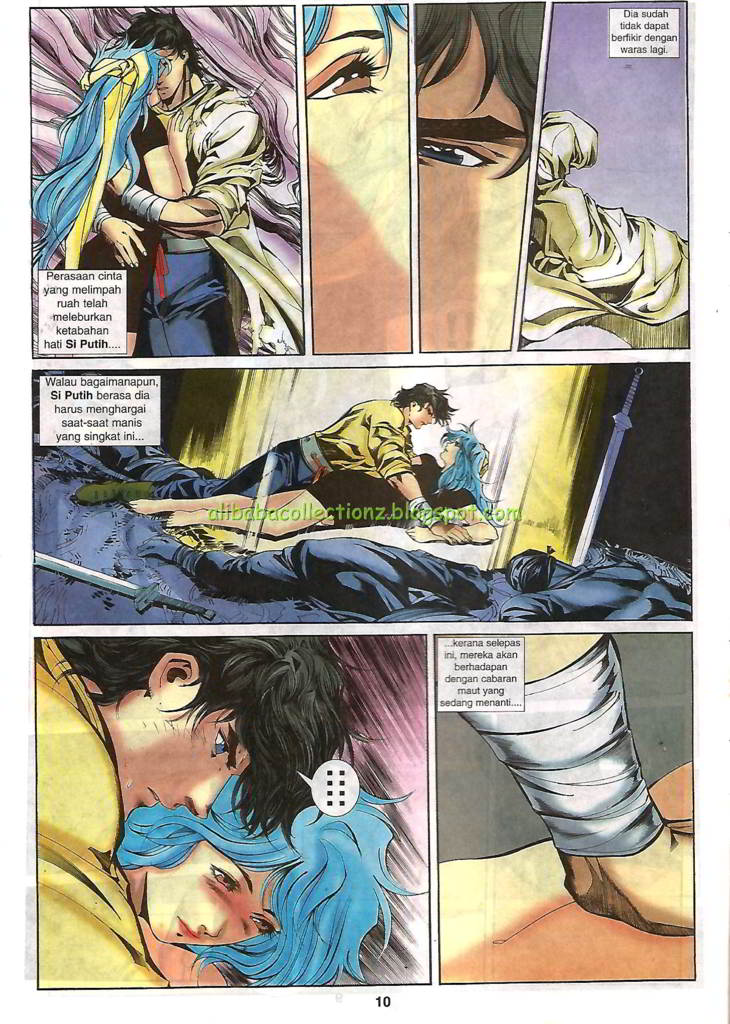 Perasaan cinta
yang melimpah
ruah telah
meleburkan
ketabahan
hati Si Putih....
Dia sudah
tidak dapat
berfikir dengan
waras lagi.
Walau bagaimanapun,
Si Putih berasa dia
harus menghargai
saat-saat manis
yang singkat ini...
alibabacollectionz.blogspot.com
...kerana selepas
ini, mereka akan
berhadapan
dengan cabaran
maut yang
sedang menanti....
10